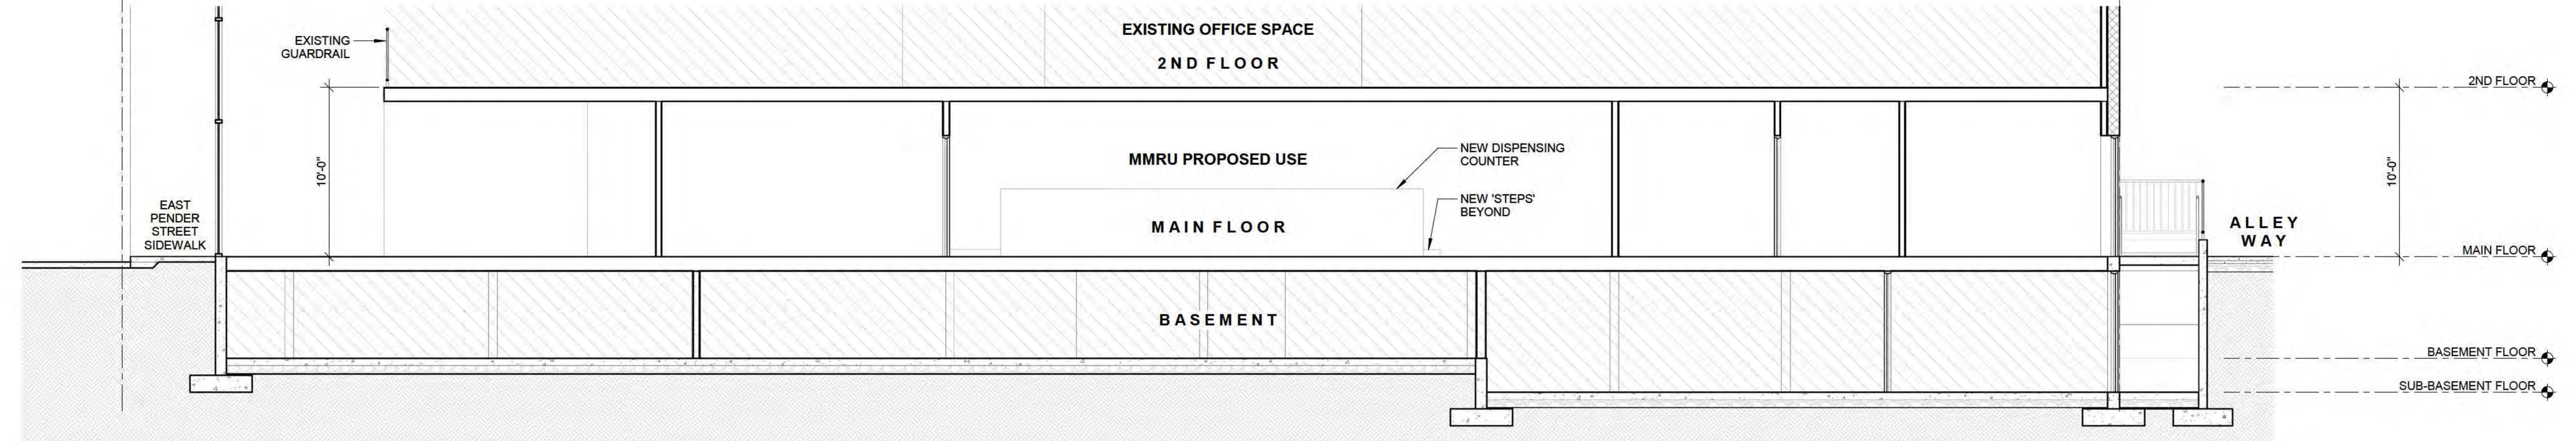 EXISTING OFFICE SPACE
2ND FLOOR
EXISTING
GUARDRAIL
2ND FLOOR
10'-0"
MMRU PROPOSED USE
NEW DISPENSING
COUNTER
NEW 'STEPS'
BEYOND
MAIN FLOOR
10'-0"
EAST
PENDER
STREET
SIDEWALK
ALLEY
WAY
MAIN FLOOR
BASEMENT
BASEMENT FLOOR
SUB-BASEMENT FLOOR